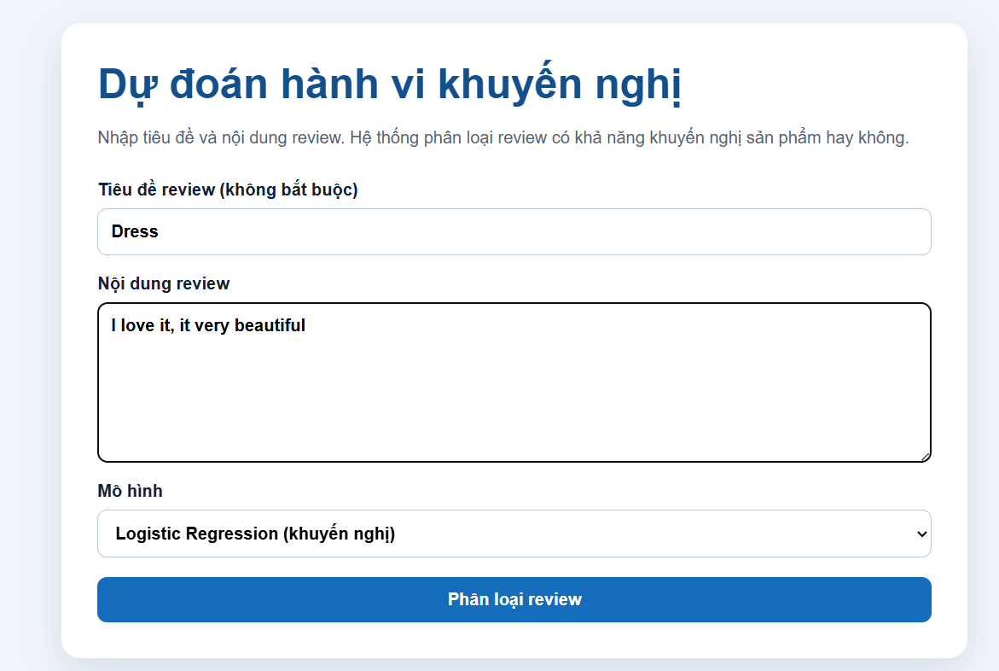 Dự đoán hành vi khuyến nghị
Nhập tiêu đề và nội dung review. Hệ thống phân loại review có khả năng khuyến nghị sản phẩm hay không.
Tiêu đề review (không bắt buộc)
Dress
Nội dung review
I love it, it very beautiful
Mô hình
Logistic Regression (khuyến nghị)
Phân loại review